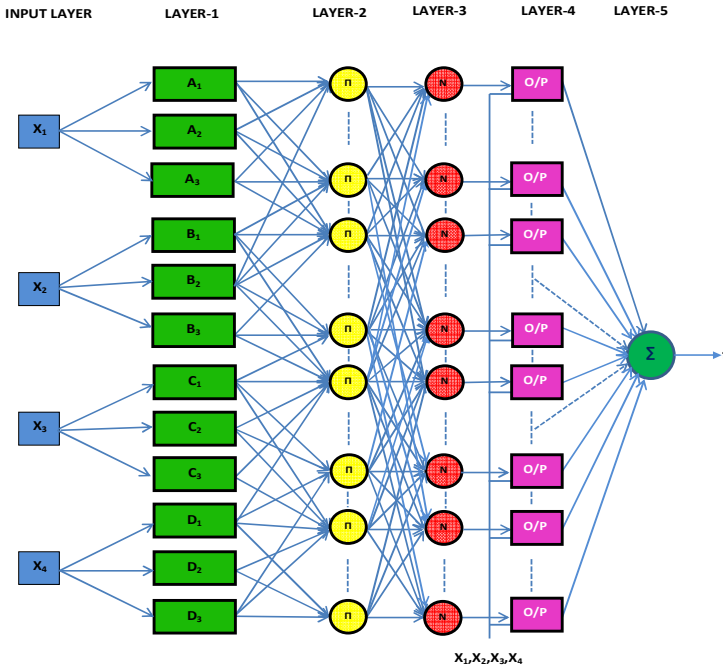 INPUT LAYER LAYER-1 LAYER-2 LAYER-3 LAYER-4 LAYER-5
A₁ Π N O/P
X₁ A₂
A₃ Π N O/P
B₁ Π N O/P
X₂ B₂
B₃ Π N O/P
Σ
C₁ Π N O/P
X₃ C₂
C₃ Π N O/P
D₁ Π N O/P
X₄ D₂
D₃ Π N O/P
X₁,X₂,X₃,X₄